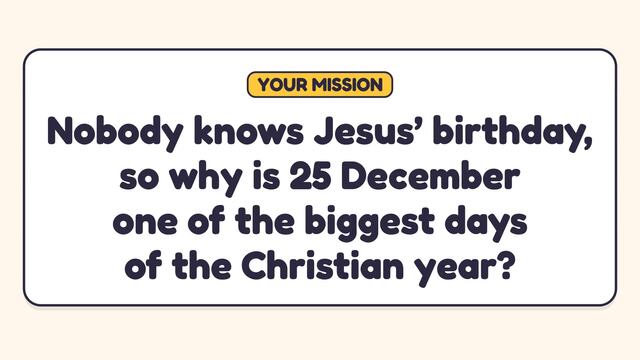 YOUR MISSION
Nobody knows Jesus’ birthday,
so why is 25 December
one of the biggest days
of the Christian year?